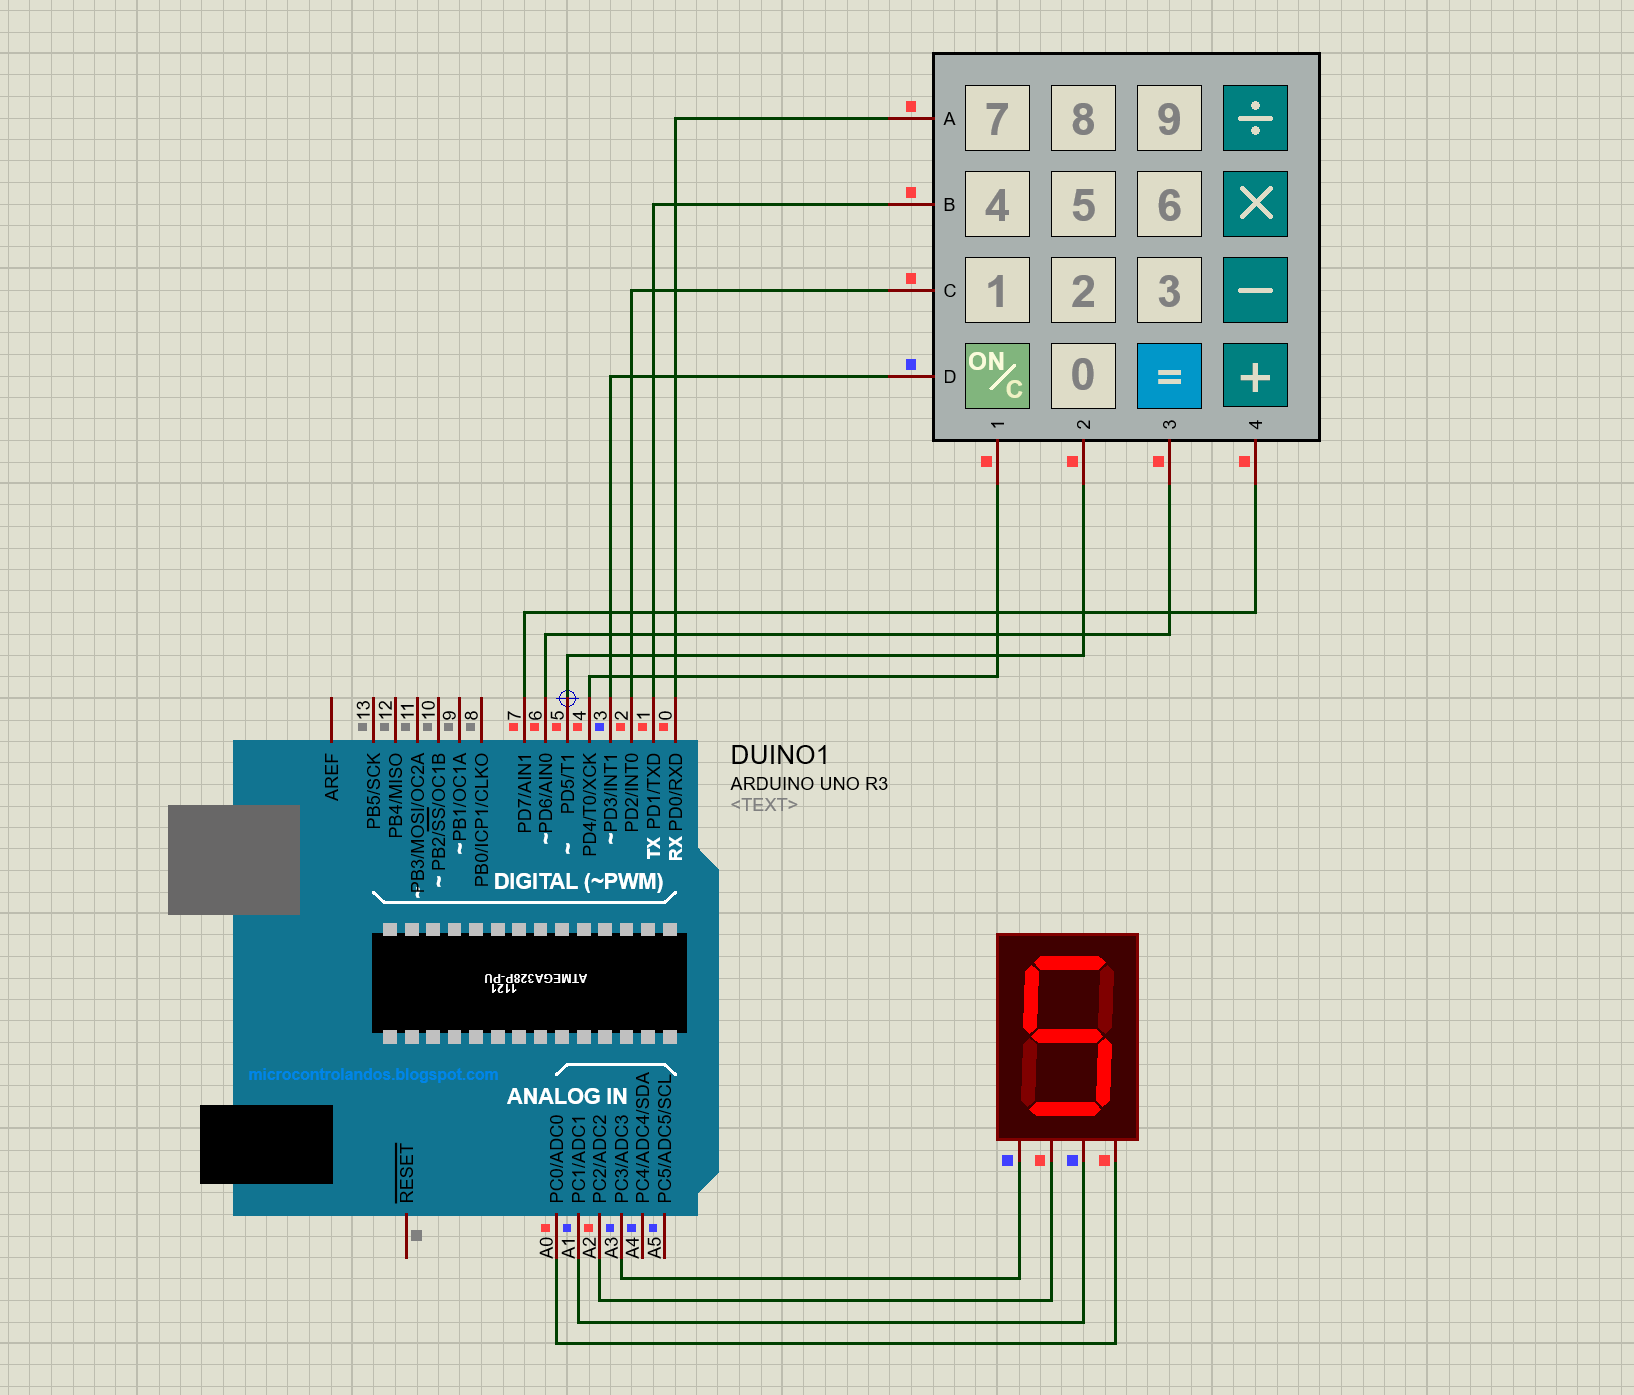 A 7 8 9 ÷
B 4 5 6 ×
C 1 2 3 −
D ON/C 0 = +
1 2 3 4
13 12 11 10 9 8 7 6 5 4 3 2 1 0
AREF
PB5/SCK
PB4/MISO
PB3/MOSI/OC2A
PB2/SS/OC1B
PB1/OC1A
PB0/ICP1/CLKO
PD7/AIN1
PD6/AIN0
PD5/T1
PD4/T0/XCK
PD3/INT1
PD2/INT0
PD1/TXD
PD0/RXD
~ ~ ~ ~ ~ ~
TX
RX
DUINO1
ARDUINO UNO R3
<TEXT>
DIGITAL (~PWM)
ATMEGA328P-PU
1121
microcontrolandos.blogspot.com
ANALOG IN
RESET
PC0/ADC0
PC1/ADC1
PC2/ADC2
PC3/ADC3
PC4/ADC4/SDA
PC5/ADC5/SCL
A0 A1 A2 A3 A4 A5
5